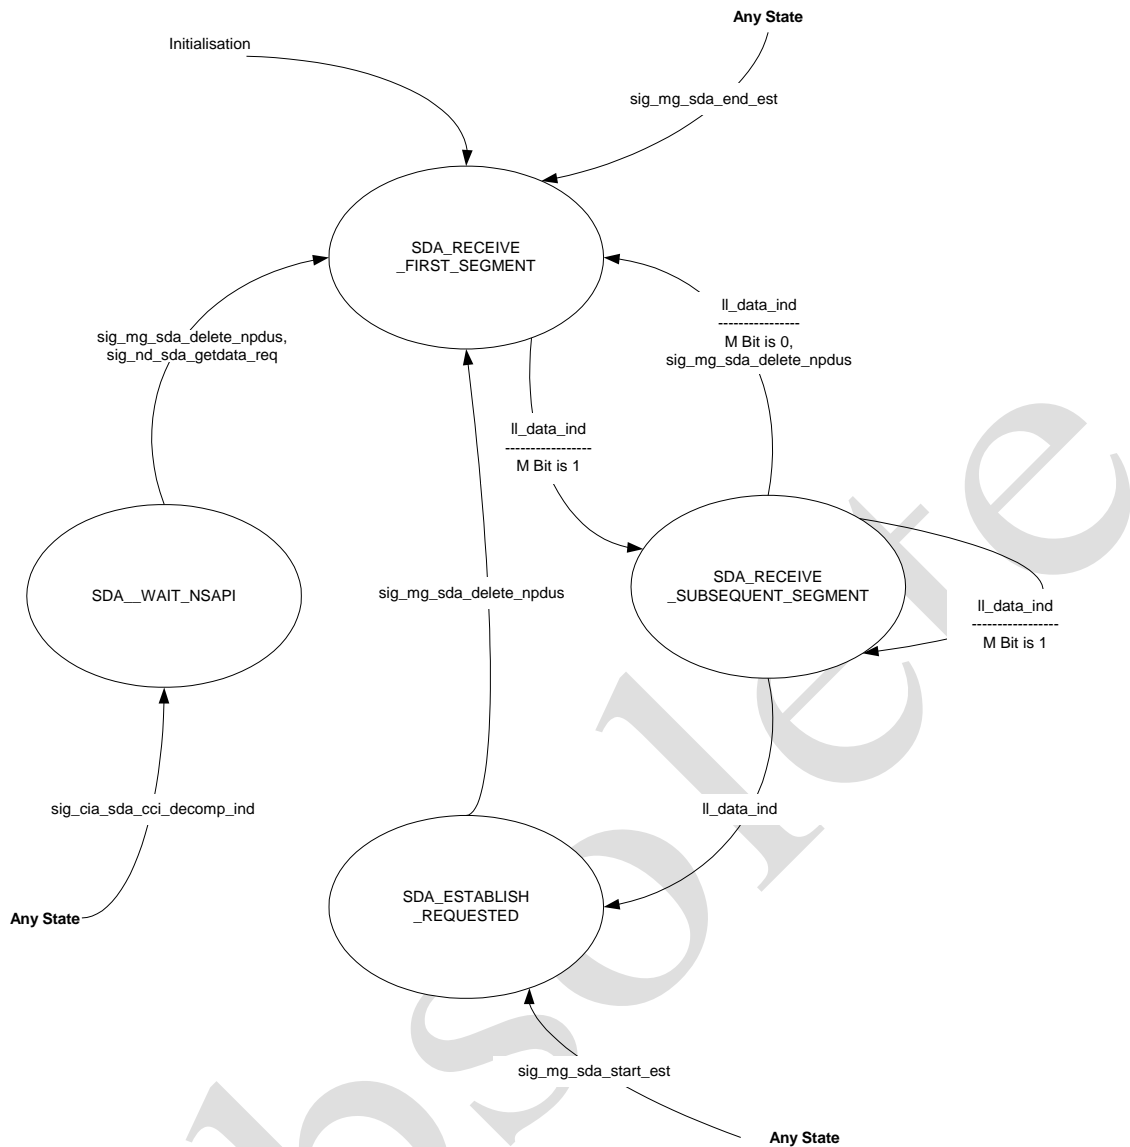 Any State
Initialisation
sig_mg_sda_end_est
SDA_RECEIVE
_FIRST_SEGMENT
ll_data_ind
----------------
M Bit is 0,
sig_mg_sda_delete_npdus
sig_mg_sda_delete_npdus,
sig_nd_sda_getdata_req
ll_data_ind
-----------------
M Bit is 1
SDA__WAIT_NSAPI
sig_mg_sda_delete_npdus
SDA_RECEIVE
_SUBSEQUENT_SEGMENT
ll_data_ind
-----------------
M Bit is 1
sig_cia_sda_cci_decomp_ind
ll_data_ind
Any State
SDA_ESTABLISH
_REQUESTED
sig_mg_sda_start_est
Any State
bsolete